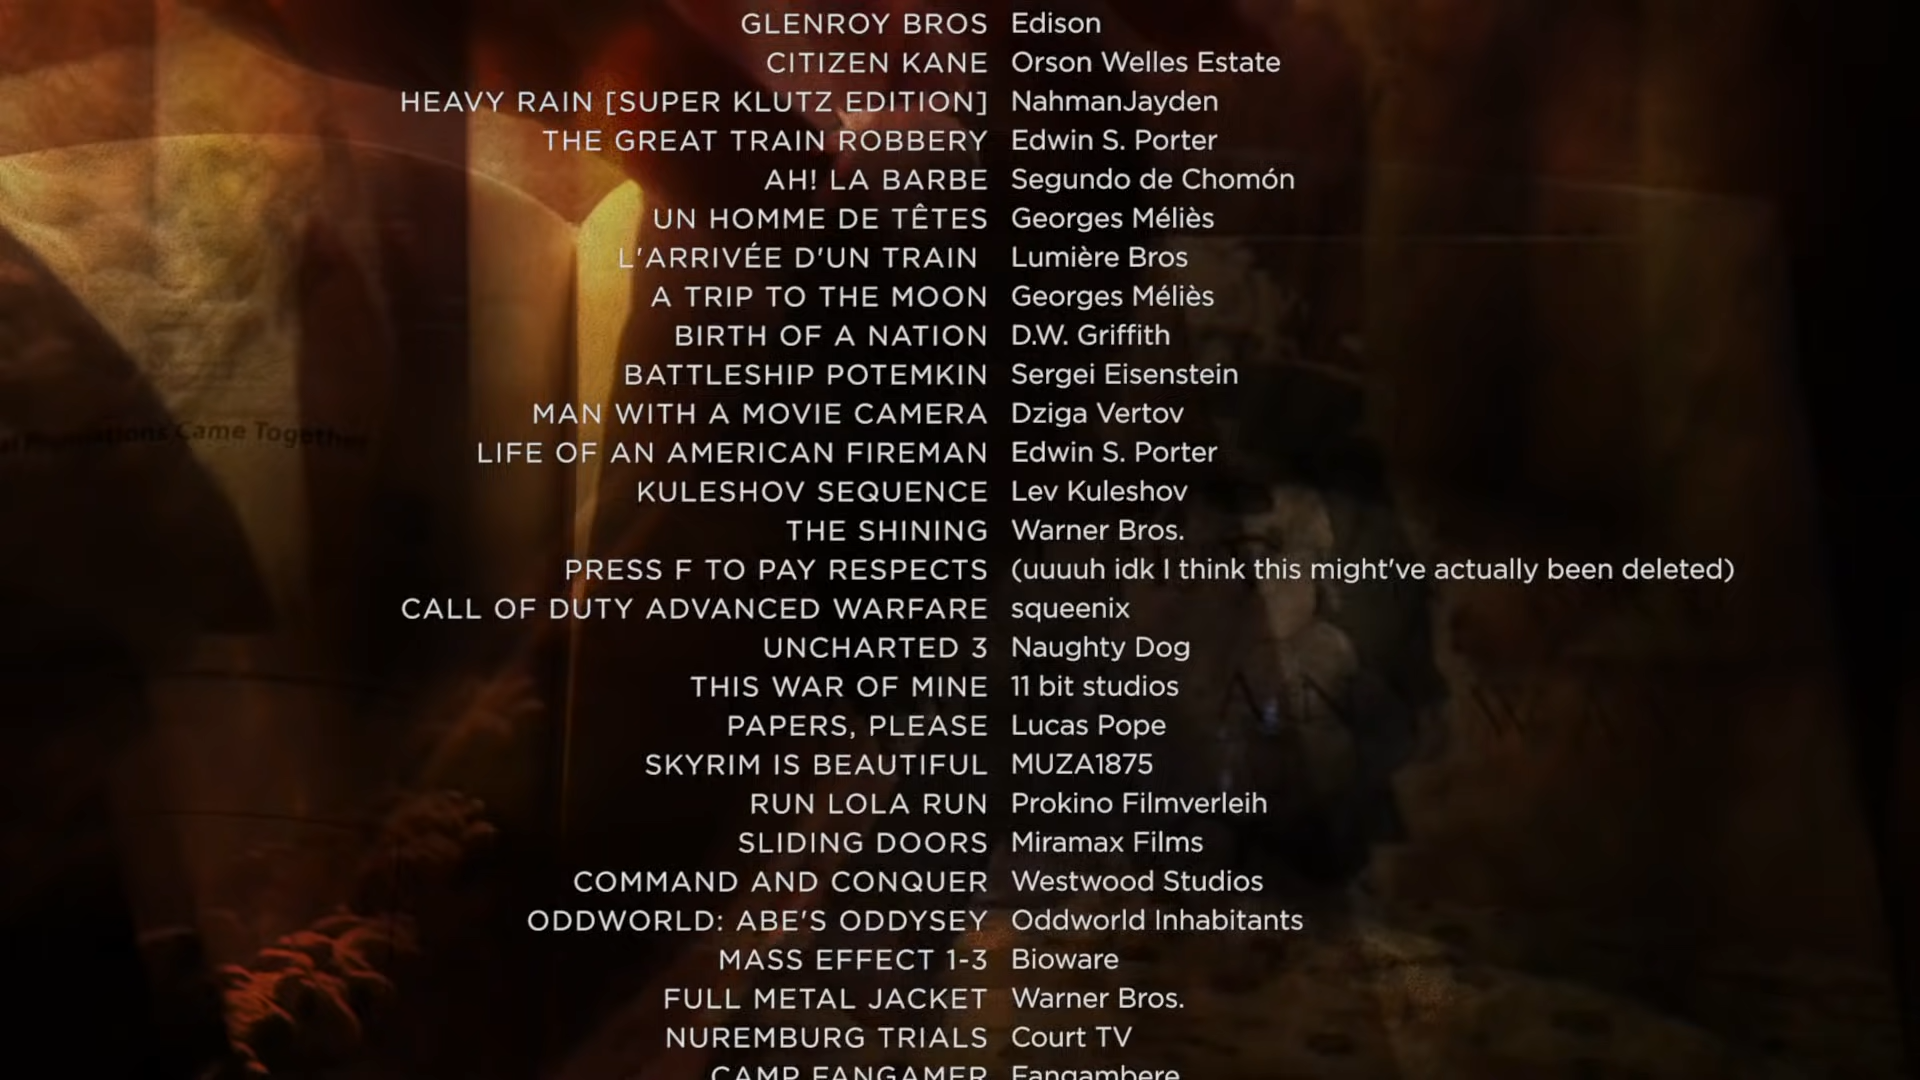 GLENROY BROS Edison
CITIZEN KANE Orson Welles Estate
HEAVY RAIN [SUPER KLUTZ EDITION] NahmanJayden
THE GREAT TRAIN ROBBERY Edwin S. Porter
AH! LA BARBE Segundo de Chomón
UN HOMME DE TÊTES Georges Méliès
L'ARRIVÉE D'UN TRAIN Lumière Bros
A TRIP TO THE MOON Georges Méliès
BIRTH OF A NATION D.W. Griffith
BATTLESHIP POTEMKIN Sergei Eisenstein
MAN WITH A MOVIE CAMERA Dziga Vertov
LIFE OF AN AMERICAN FIREMAN Edwin S. Porter
Came Together
KULESHOV SEQUENCE Lev Kuleshov
THE SHINING Warner Bros.
PRESS F TO PAY RESPECTS (uuuuh idk I think this might've actually been deleted)
CALL OF DUTY ADVANCED WARFARE squeenix
UNCHARTED 3 Naughty Dog
THIS WAR OF MINE 11 bit studios
PAPERS, PLEASE Lucas Pope
SKYRIM IS BEAUTIFUL MUZA1875
RUN LOLA RUN Prokino Filmverleih
SLIDING DOORS Miramax Films
COMMAND AND CONQUER Westwood Studios
ODDWORLD: ABE'S ODDYSEY Oddworld Inhabitants
MASS EFFECT 1-3 Bioware
FULL METAL JACKET Warner Bros.
NUREMBURG TRIALS Court TV
CAMP FANGAMER Fangambere